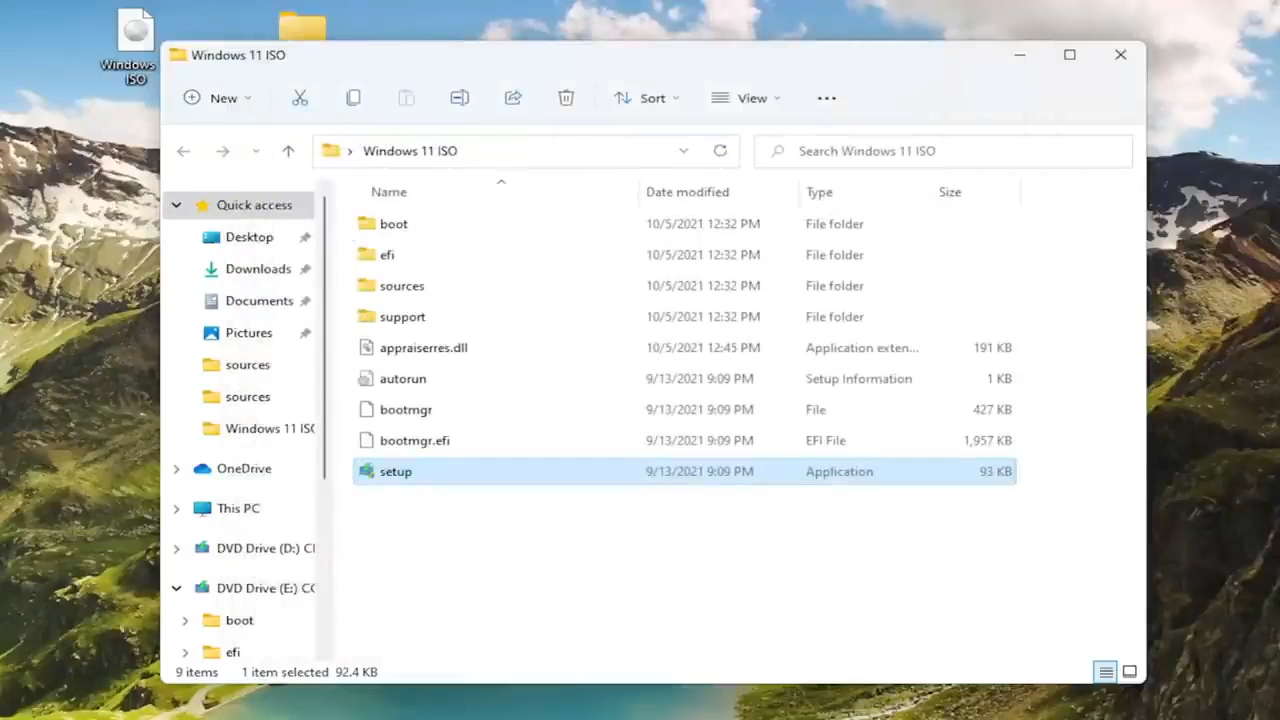 Windows
ISO
Windows 11 ISO
New
Sort
View
Windows 11 ISO
Search Windows 11 ISO
Name Date modified Type Size
Quick access
Desktop
Downloads
Documents
Pictures
sources
sources
Windows 11 ISO
OneDrive
This PC
DVD Drive (D:) C
DVD Drive (E:) CC
boot
efi
boot 10/5/2021 12:32 PM File folder
efi 10/5/2021 12:32 PM File folder
sources 10/5/2021 12:32 PM File folder
support 10/5/2021 12:32 PM File folder
appraiserres.dll 10/5/2021 12:45 PM Application exten... 191 KB
autorun 9/13/2021 9:09 PM Setup Information 1 KB
bootmgr 9/13/2021 9:09 PM File 427 KB
bootmgr.efi 9/13/2021 9:09 PM EFI File 1,957 KB
setup 9/13/2021 9:09 PM Application 93 KB
9 items 1 item selected 92.4 KB